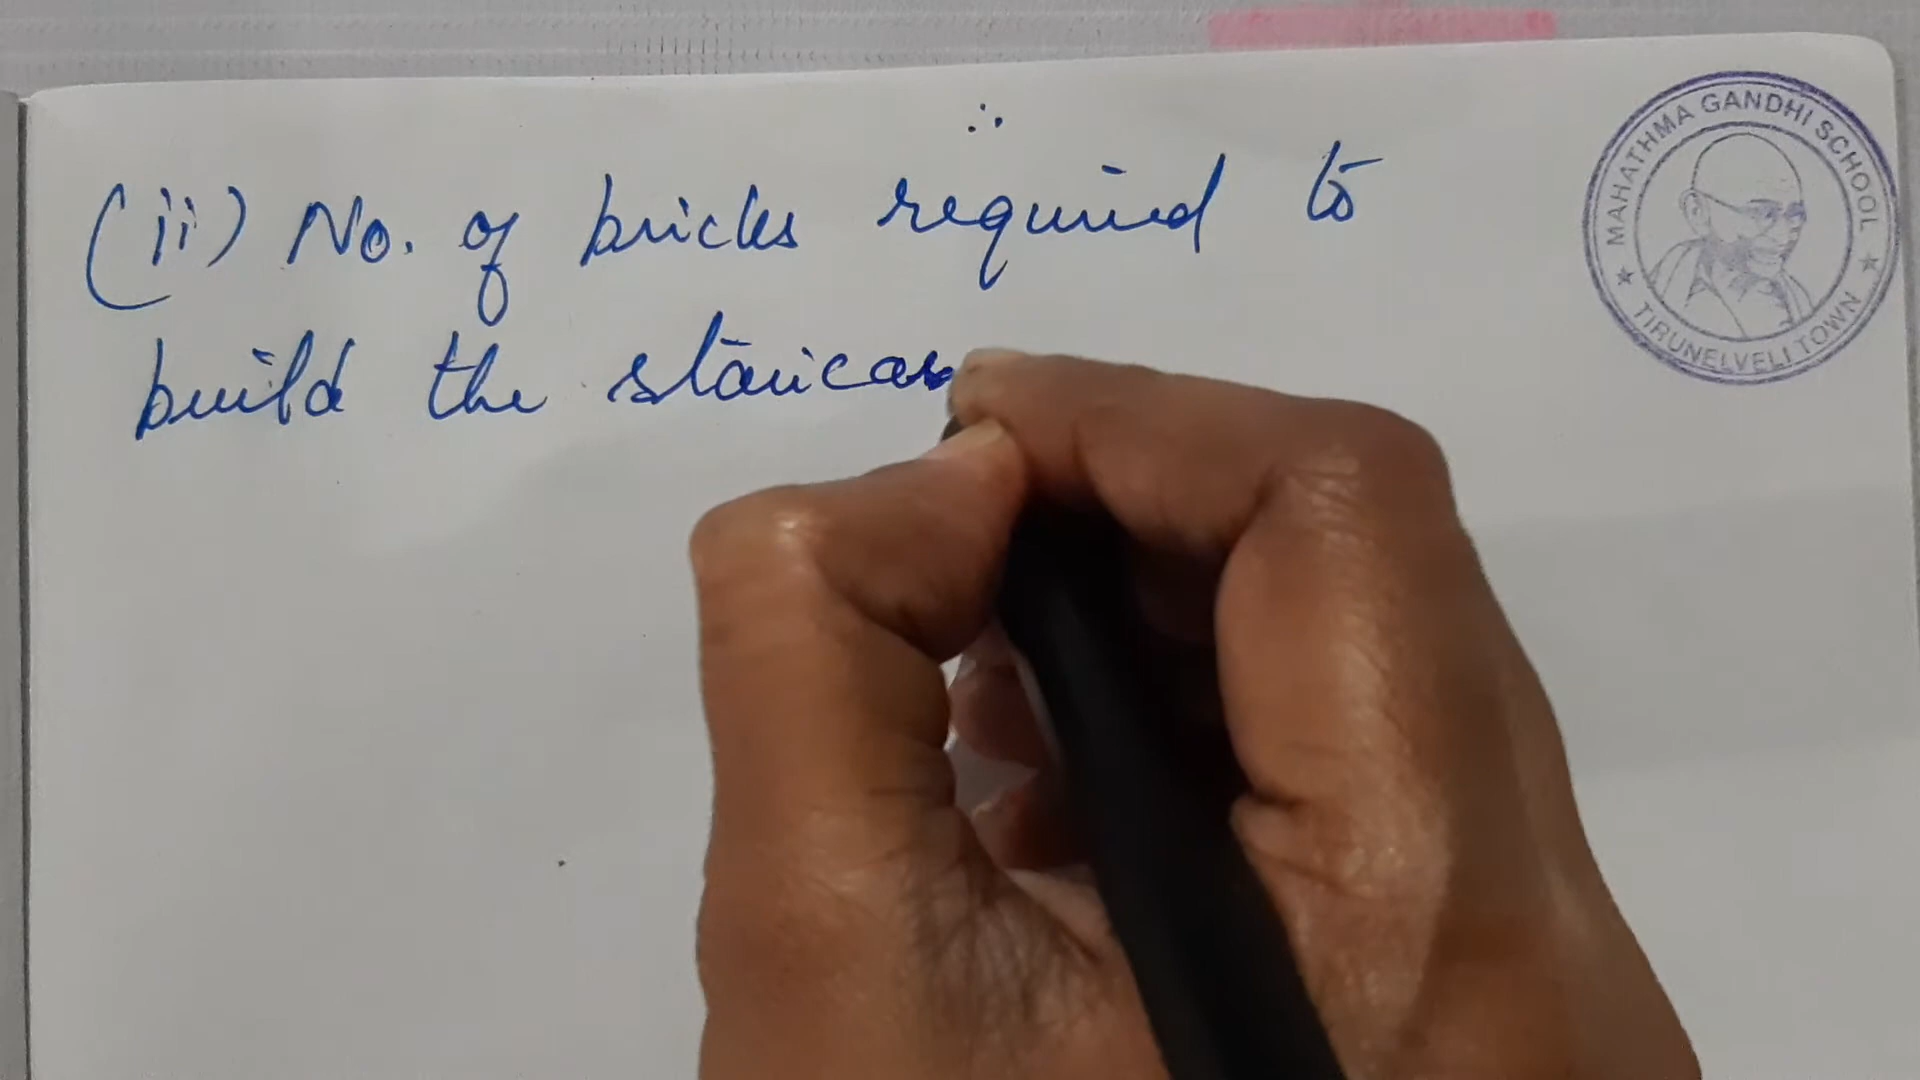 ∴
(ii) No. of bricks required to
build the staircas
MAHATHMA GANDHI SCHOOL
★ TIRUNELVELI TOWN ★